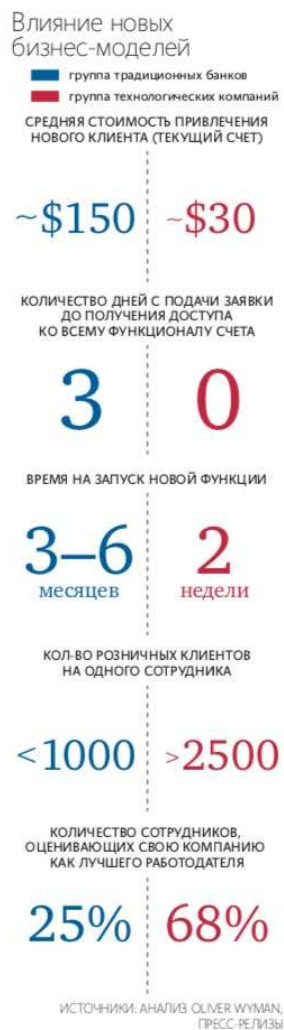 Влияние новых
бизнес-моделей
группа традиционных банков
группа технологических компаний
СРЕДНЯЯ СТОИМОСТЬ ПРИВЛЕЧЕНИЯ
НОВОГО КЛИЕНТА (ТЕКУЩИЙ СЧЕТ)
~$150 ~$30
КОЛИЧЕСТВО ДНЕЙ С ПОДАЧИ ЗАЯВКИ
ДО ПОЛУЧЕНИЯ ДОСТУПА
КО ВСЕМУ ФУНКЦИОНАЛУ СЧЕТА
3 0
ВРЕМЯ НА ЗАПУСК НОВОЙ ФУНКЦИИ
3–6 2
месяцев недели
КОЛ-ВО РОЗНИЧНЫХ КЛИЕНТОВ
НА ОДНОГО СОТРУДНИКА
<1000 >2500
КОЛИЧЕСТВО СОТРУДНИКОВ,
ОЦЕНИВАЮЩИХ СВОЮ КОМПАНИЮ
КАК ЛУЧШЕГО РАБОТОДАТЕЛЯ
25% 68%
ИСТОЧНИКИ: АНАЛИЗ OLIVER WYMAN,
ПРЕСС-РЕЛИЗЫ